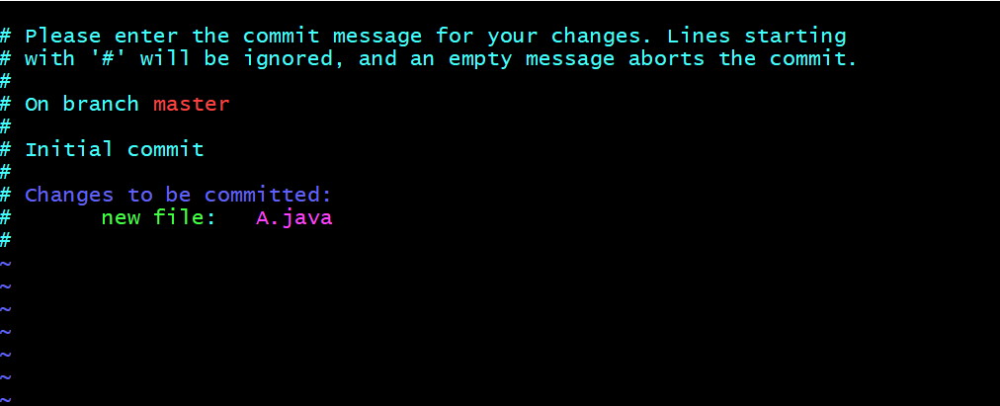 # Please enter the commit message for your changes. Lines starting
# with '#' will be ignored, and an empty message aborts the commit.
#
# On branch master
#
# Initial commit
#
# Changes to be committed:
#       new file:   A.java
#
~
~
~
~
~
~
~